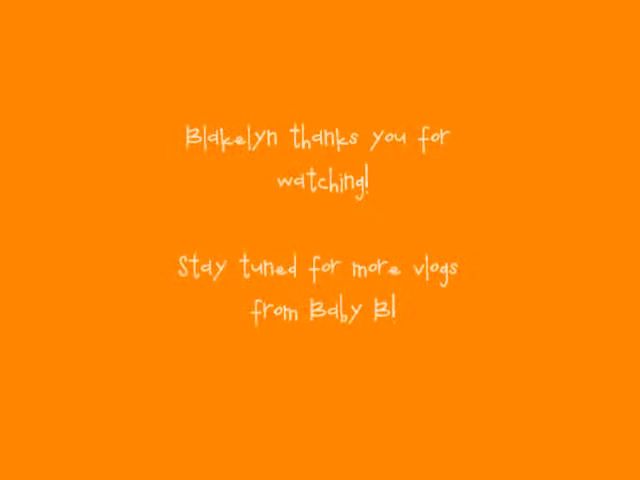 Blakelyn thanks you for
watching!
Stay tuned for more vlogs
from Baby B!